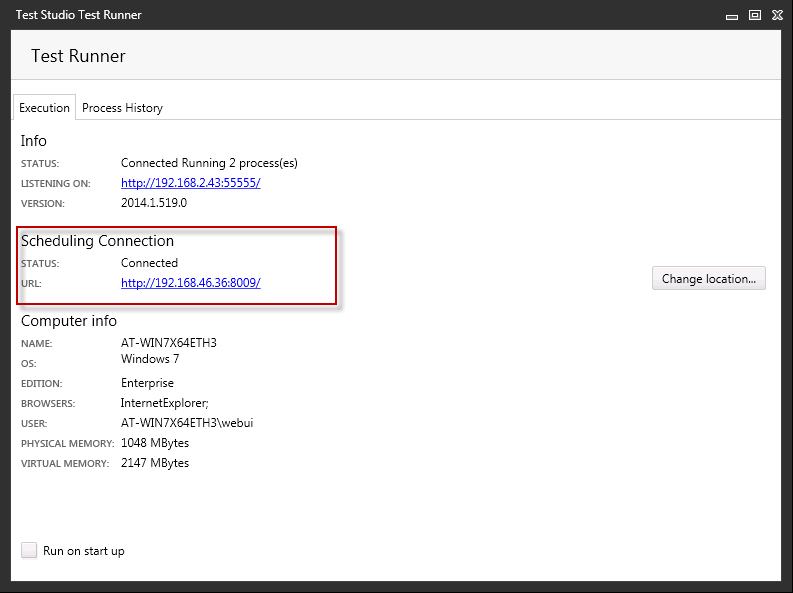 Test Studio Test Runner
Test Runner
Execution Process History
Info
STATUS: Connected Running 2 process(es)
LISTENING ON: http://192.168.2.43:55555/
VERSION: 2014.1.519.0
Scheduling Connection
STATUS: Connected
URL: http://192.168.46.36:8009/
Change location...
Computer info
NAME: AT-WIN7X64ETH3
OS: Windows 7
EDITION: Enterprise
BROWSERS: InternetExplorer;
USER: AT-WIN7X64ETH3\webui
PHYSICAL MEMORY: 1048 MBytes
VIRTUAL MEMORY: 2147 MBytes
Run on start up